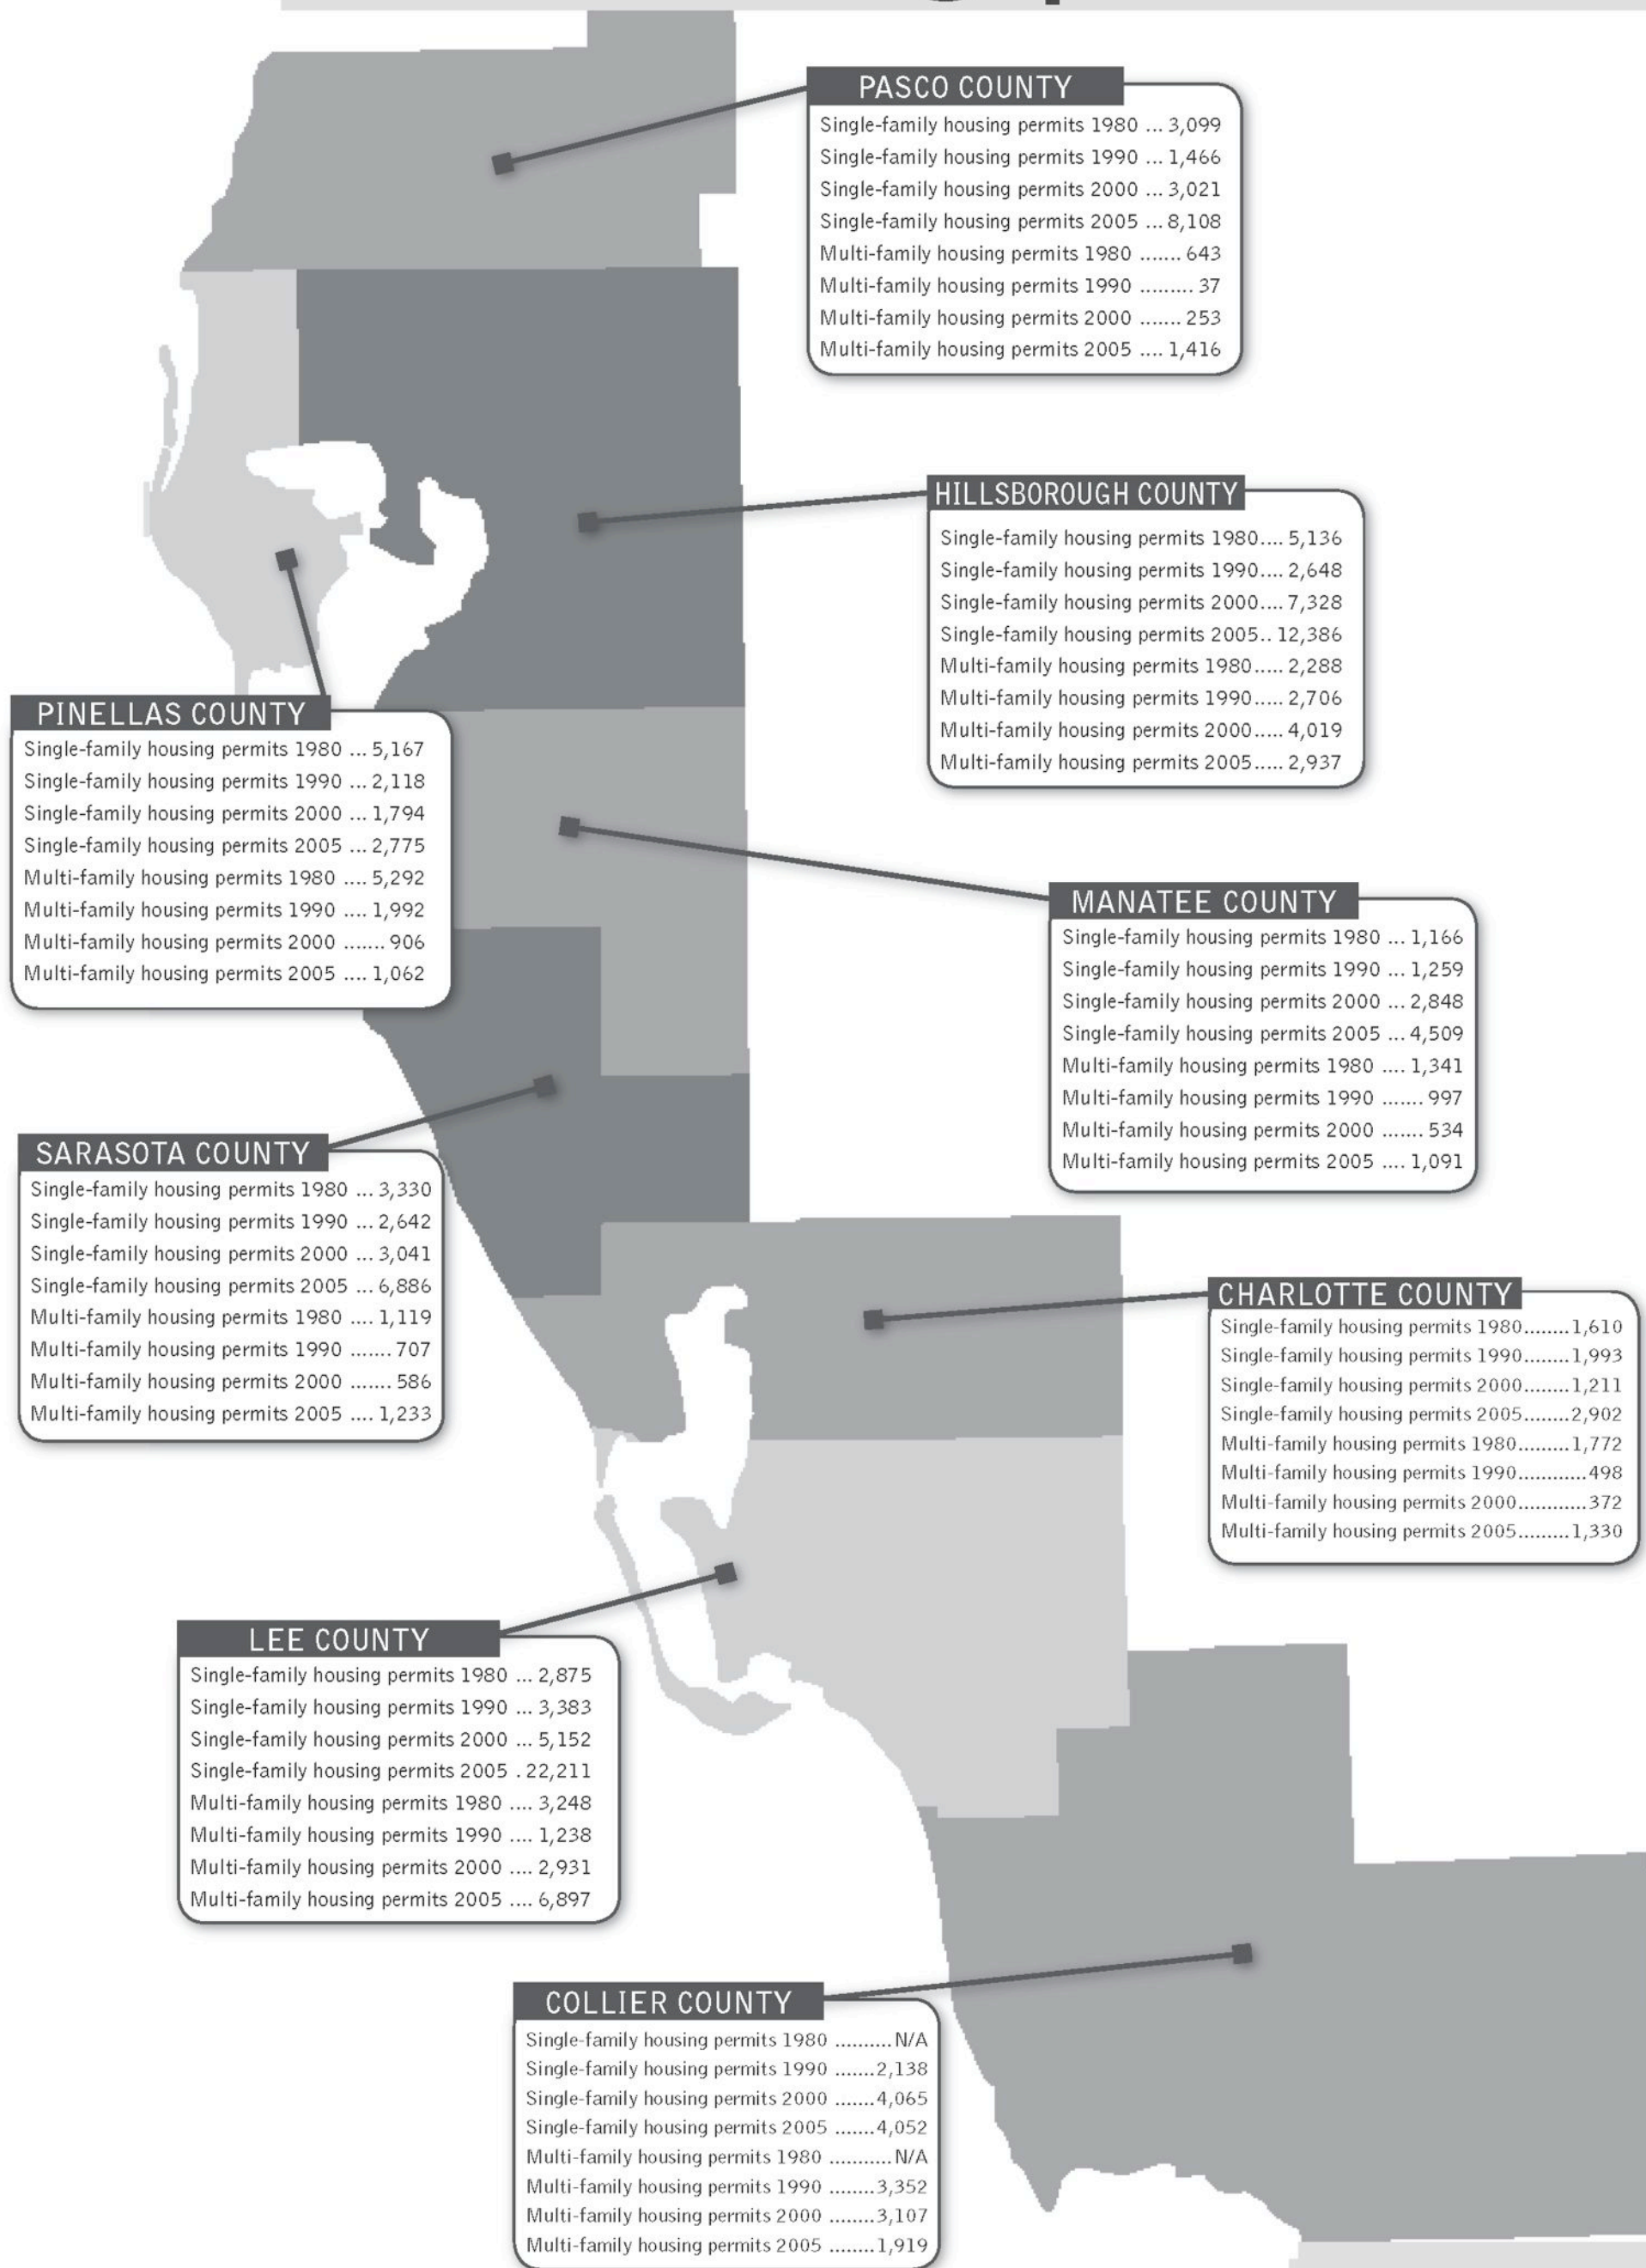 PASCO COUNTY
Single-family housing permits 1980 ... 3,099
Single-family housing permits 1990 ... 1,466
Single-family housing permits 2000 ... 3,021
Single-family housing permits 2005 ... 8,108
Multi-family housing permits 1980 ....... 643
Multi-family housing permits 1990 ......... 37
Multi-family housing permits 2000 ....... 253
Multi-family housing permits 2005 .... 1,416
HILLSBOROUGH COUNTY
Single-family housing permits 1980.... 5,136
Single-family housing permits 1990.... 2,648
Single-family housing permits 2000.... 7,328
Single-family housing permits 2005.. 12,386
Multi-family housing permits 1980..... 2,288
Multi-family housing permits 1990..... 2,706
Multi-family housing permits 2000..... 4,019
Multi-family housing permits 2005..... 2,937
PINELLAS COUNTY
Single-family housing permits 1980 ... 5,167
Single-family housing permits 1990 ... 2,118
Single-family housing permits 2000 ... 1,794
Single-family housing permits 2005 ... 2,775
Multi-family housing permits 1980 .... 5,292
Multi-family housing permits 1990 .... 1,992
Multi-family housing permits 2000 ....... 906
Multi-family housing permits 2005 .... 1,062
MANATEE COUNTY
Single-family housing permits 1980 ... 1,166
Single-family housing permits 1990 ... 1,259
Single-family housing permits 2000 ... 2,848
Single-family housing permits 2005 ... 4,509
Multi-family housing permits 1980 .... 1,341
Multi-family housing permits 1990 ....... 997
Multi-family housing permits 2000 ....... 534
Multi-family housing permits 2005 .... 1,091
SARASOTA COUNTY
Single-family housing permits 1980 ... 3,330
Single-family housing permits 1990 ... 2,642
Single-family housing permits 2000 ... 3,041
Single-family housing permits 2005 ... 6,886
Multi-family housing permits 1980 .... 1,119
Multi-family housing permits 1990 ....... 707
Multi-family housing permits 2000 ....... 586
Multi-family housing permits 2005 .... 1,233
CHARLOTTE COUNTY
Single-family housing permits 1980........1,610
Single-family housing permits 1990........1,993
Single-family housing permits 2000........1,211
Single-family housing permits 2005........2,902
Multi-family housing permits 1980.........1,772
Multi-family housing permits 1990............498
Multi-family housing permits 2000............372
Multi-family housing permits 2005.........1,330
LEE COUNTY
Single-family housing permits 1980 ... 2,875
Single-family housing permits 1990 ... 3,383
Single-family housing permits 2000 ... 5,152
Single-family housing permits 2005 . 22,211
Multi-family housing permits 1980 .... 3,248
Multi-family housing permits 1990 .... 1,238
Multi-family housing permits 2000 .... 2,931
Multi-family housing permits 2005 .... 6,897
COLLIER COUNTY
Single-family housing permits 1980 ..........N/A
Single-family housing permits 1990 .......2,138
Single-family housing permits 2000 .......4,065
Single-family housing permits 2005 .......4,052
Multi-family housing permits 1980 ...........N/A
Multi-family housing permits 1990 ........3,352
Multi-family housing permits 2000 ........3,107
Multi-family housing permits 2005 ........1,919